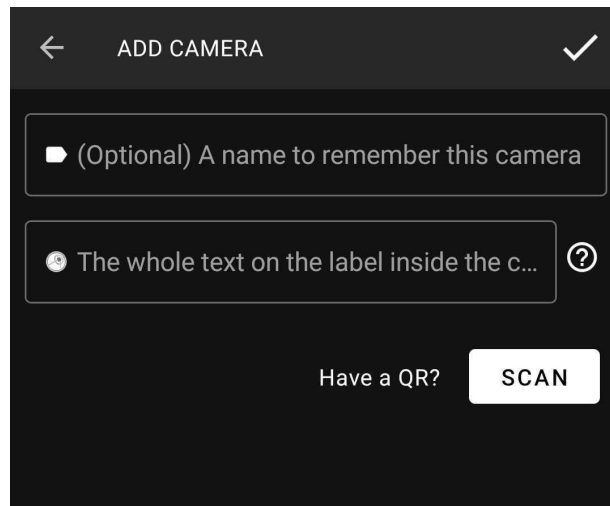 ADD CAMERA
(Optional) A name to remember this camera
The whole text on the label inside the c...
Have a QR? SCAN